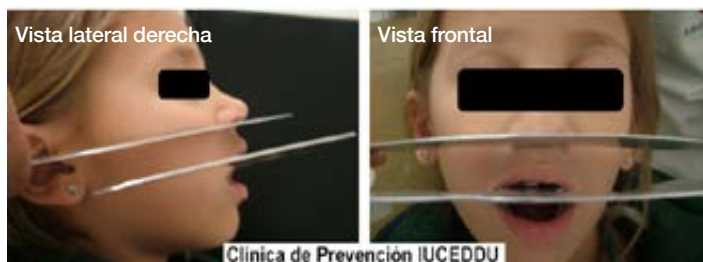 Vista lateral derecha
Vista frontal
Clínica de Prevención IUCEDDU